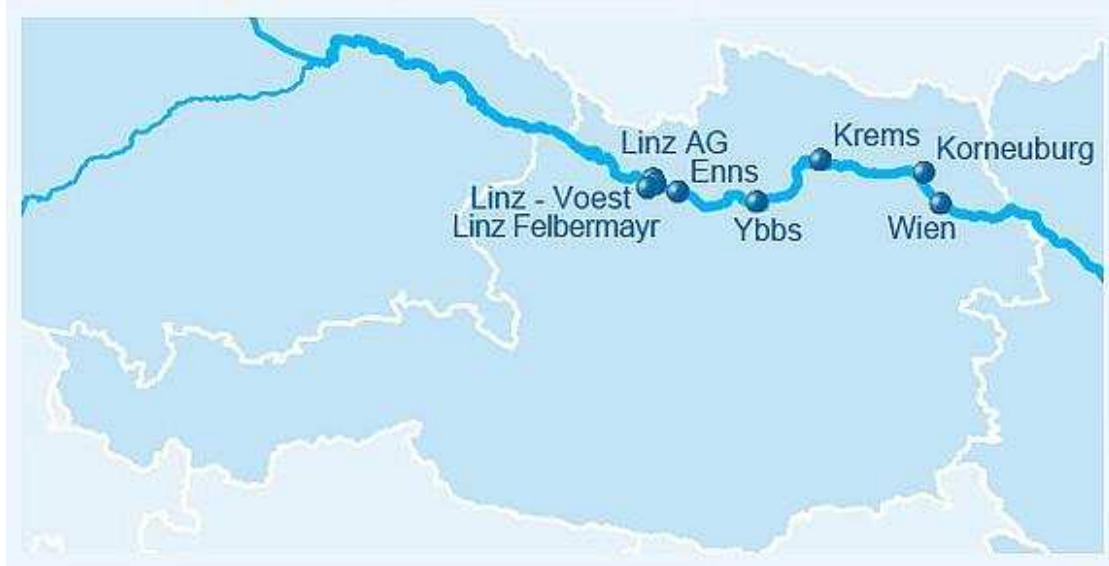 Linz AG
Enns
Linz - Voest
Linz Felbermayr
Ybbs
Krems
Korneuburg
Wien